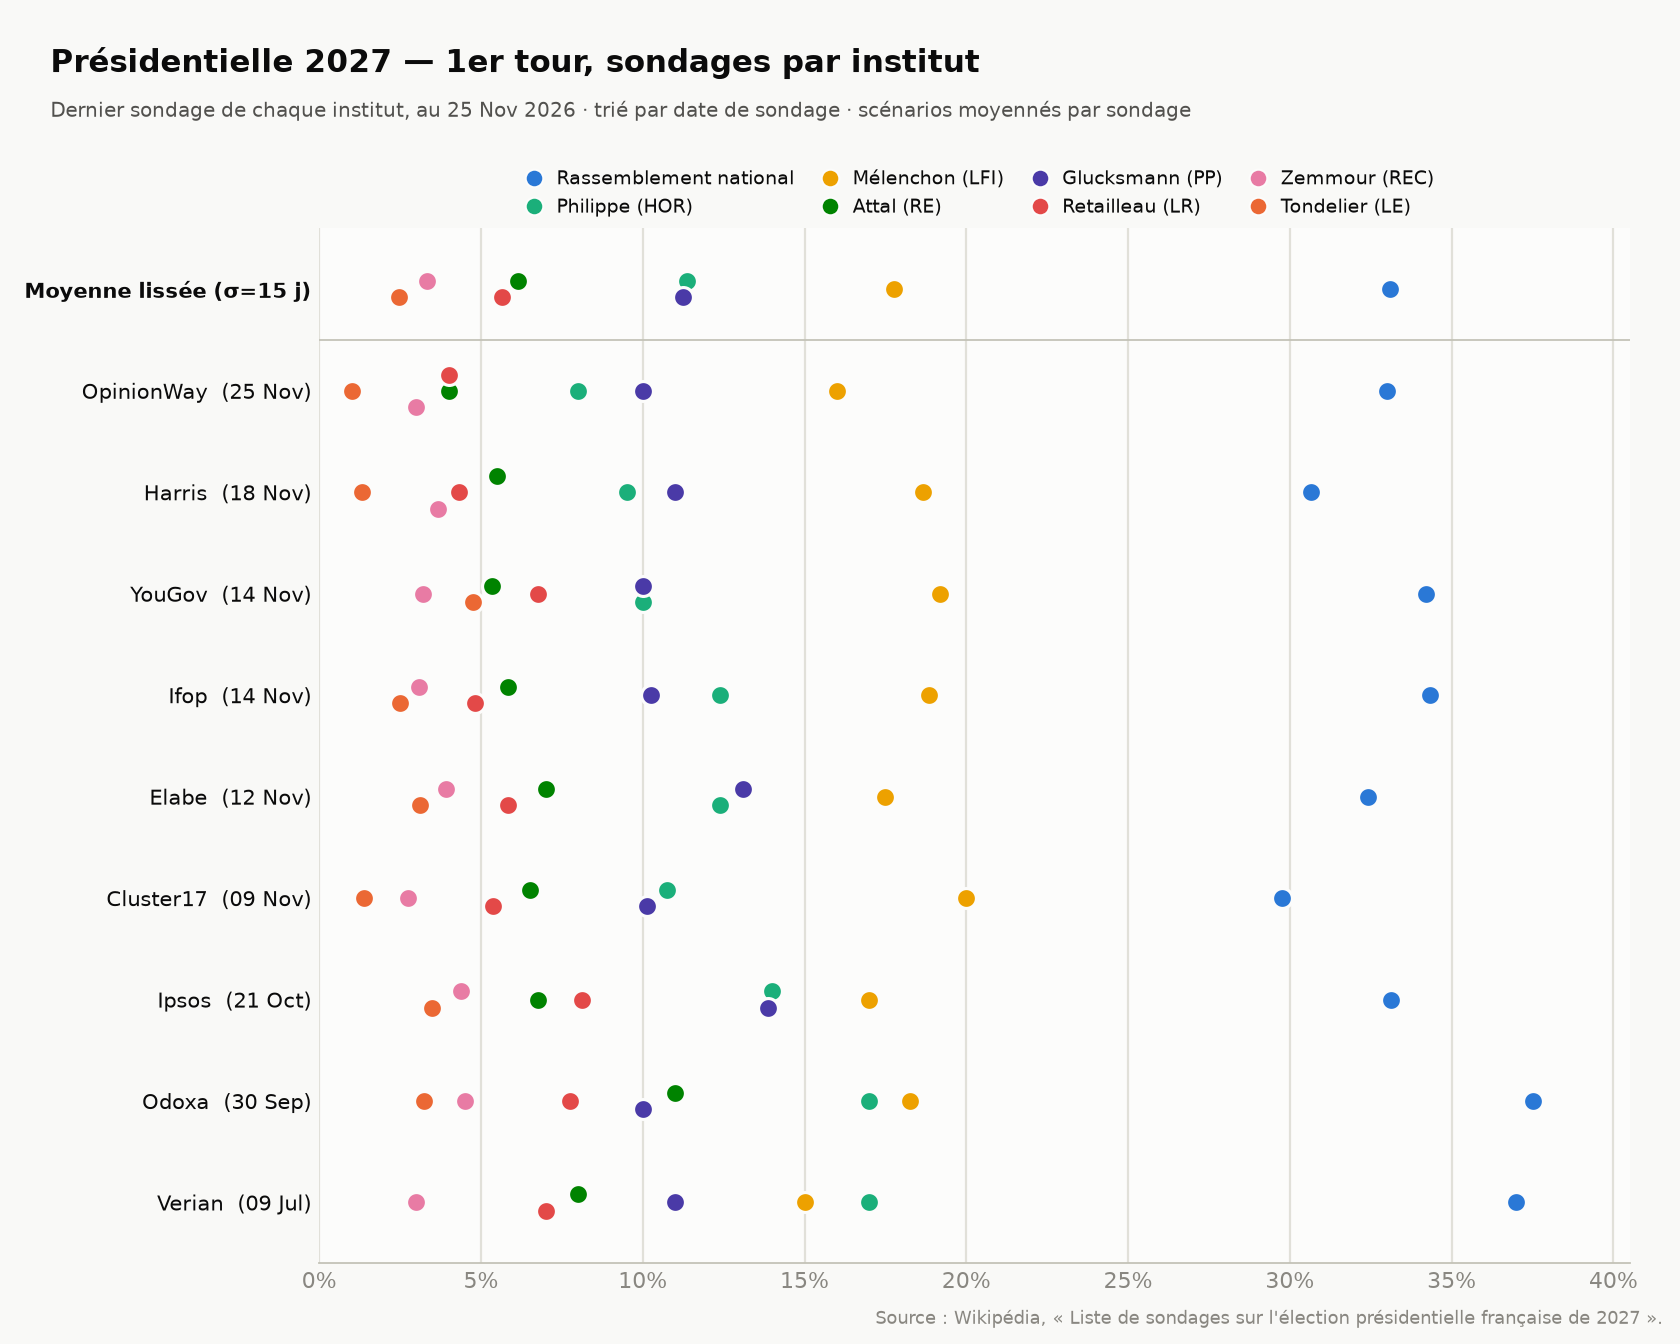 Présidentielle 2027 — 1er tour, sondages par institut
Dernier sondage de chaque institut, au 25 Nov 2026 · trié par date de sondage · scénarios moyennés par sondage
Rassemblement national Mélenchon (LFI) Glucksmann (PP) Zemmour (REC)
Philippe (HOR) Attal (RE) Retailleau (LR) Tondelier (LE)
Moyenne lissée (σ=15 j)
OpinionWay (25 Nov)
Harris (18 Nov)
YouGov (14 Nov)
Ifop (14 Nov)
Elabe (12 Nov)
Cluster17 (09 Nov)
Ipsos (21 Oct)
Odoxa (30 Sep)
Verian (09 Jul)
0% 5% 10% 15% 20% 25% 30% 35% 40%
Source : Wikipédia, « Liste de sondages sur l'élection présidentielle française de 2027 ».